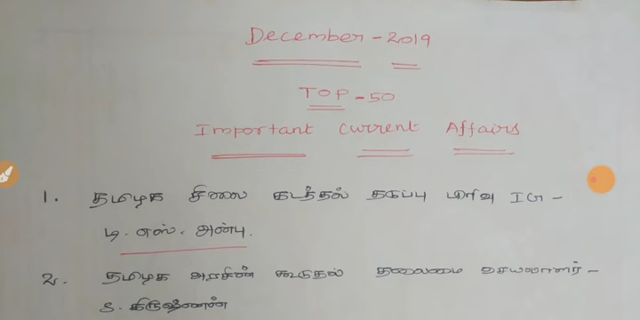 December - 2019
TOP - 50
Important Current Affairs
1. தமிழக சிலை கடத்தல் தடுப்பு பிரிவு IG -
டி. எஸ். அன்பு.
2. தமிழக அரசின் கூடுதல் தலைமை செயலாளர் -
S. கிருஷ்ணன்